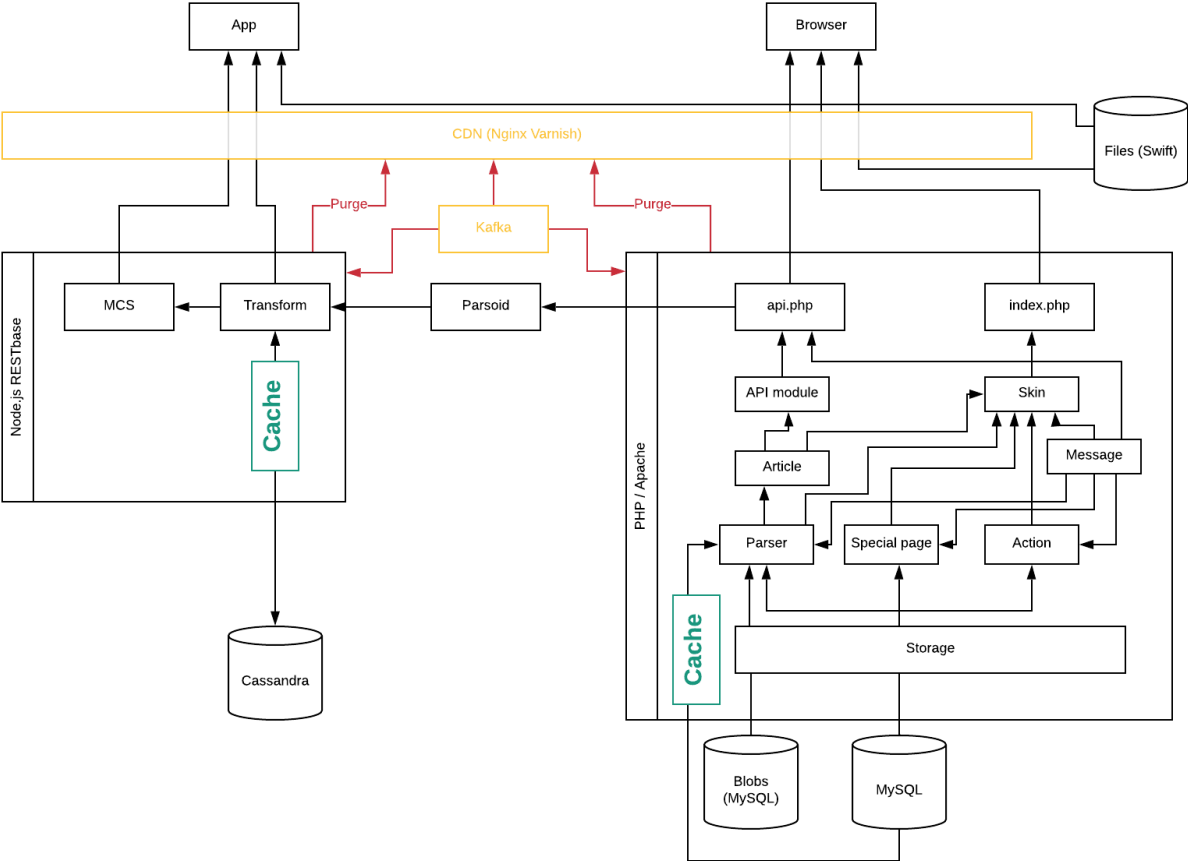 App
Browser
CDN (Nginx Varnish)
Files (Swift)
Purge
Kafka
Purge
Node.js RESTbase
MCS
Transform
Parsoid
Cache
Cassandra
PHP / Apache
api.php
index.php
API module
Skin
Article
Message
Parser
Special page
Action
Cache
Storage
Blobs
(MySQL)
MySQL